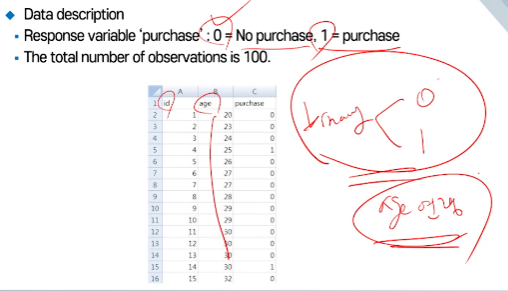 ◆ Data description
• Response variable 'purchase' : 0 = No purchase, 1 = purchase
• The total number of observations is 100.
A B C
1 id age purchase
2 1 20 0
3 2 23 0
4 3 24 0
5 4 25 1
6 5 26 0
7 6 27 0
8 7 27 0
9 8 28 0
10 9 29 0
11 10 29 0
12 11 30 0
13 12 30 0
14 13 30 0
15 14 30 1
16 15 32 0
binary 0
1
age